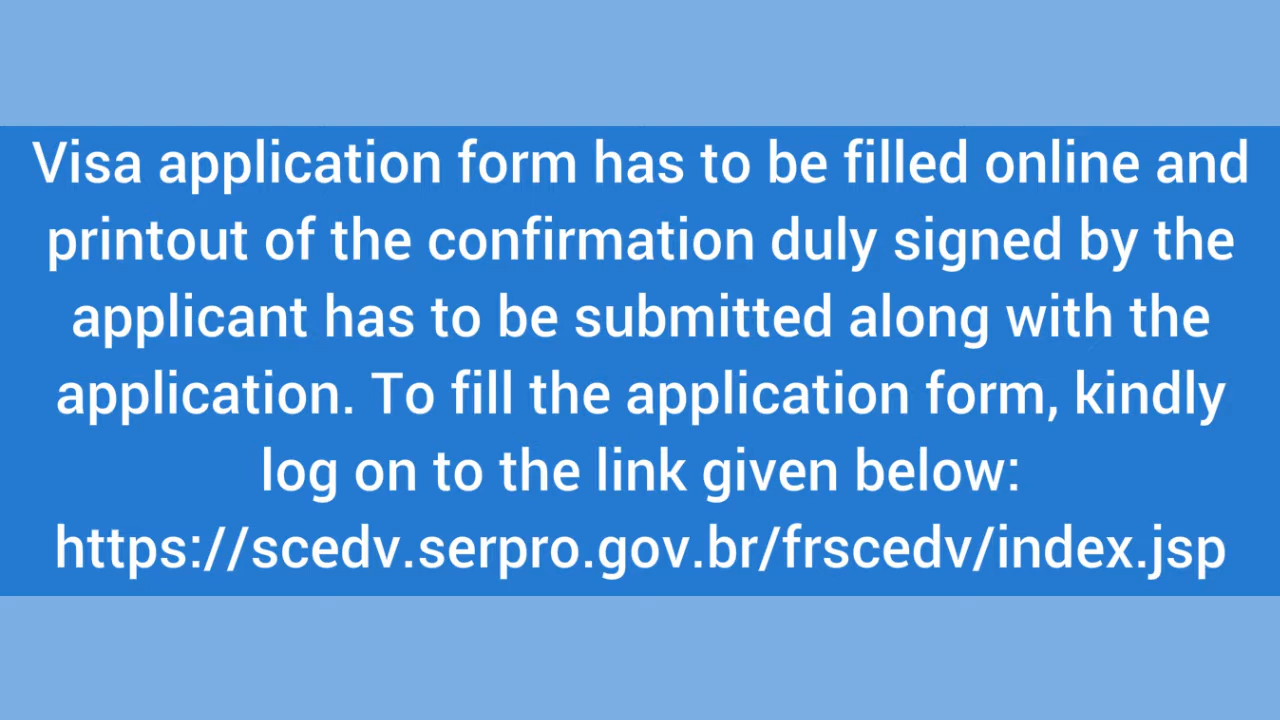 Visa application form has to be filled online and
printout of the confirmation duly signed by the
applicant has to be submitted along with the
application. To fill the application form, kindly
log on to the link given below:
https://scedv.serpro.gov.br/frscedv/index.jsp